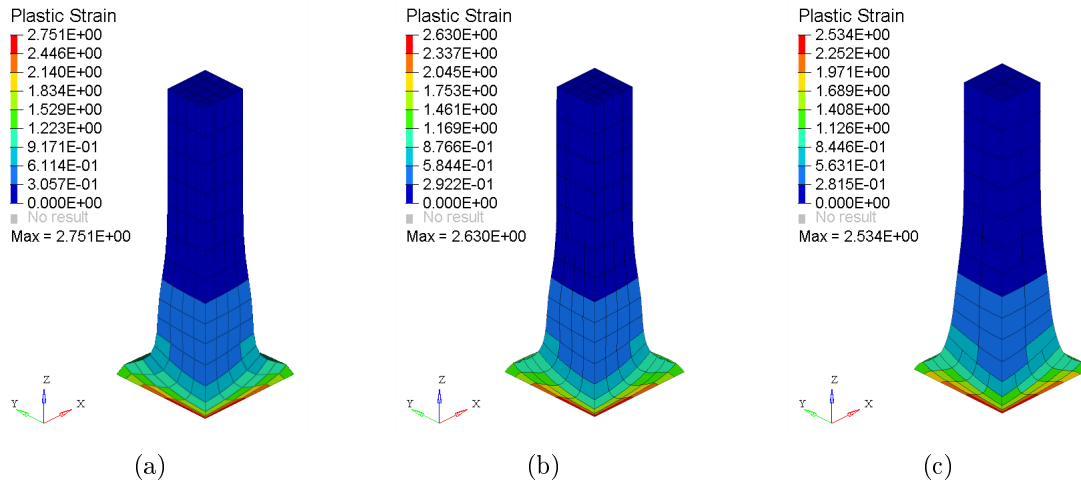 Plastic Strain
2.751E+00
2.446E+00
2.140E+00
1.834E+00
1.529E+00
1.223E+00
9.171E-01
6.114E-01
3.057E-01
0.000E+00
No result
Max = 2.751E+00
Z
Y
X
(a)
Plastic Strain
2.630E+00
2.337E+00
2.045E+00
1.753E+00
1.461E+00
1.169E+00
8.766E-01
5.844E-01
2.922E-01
0.000E+00
No result
Max = 2.630E+00
Z
Y
X
(b)
Plastic Strain
2.534E+00
2.252E+00
1.971E+00
1.689E+00
1.408E+00
1.126E+00
8.446E-01
5.631E-01
2.815E-01
0.000E+00
No result
Max = 2.534E+00
Z
Y
X
(c)